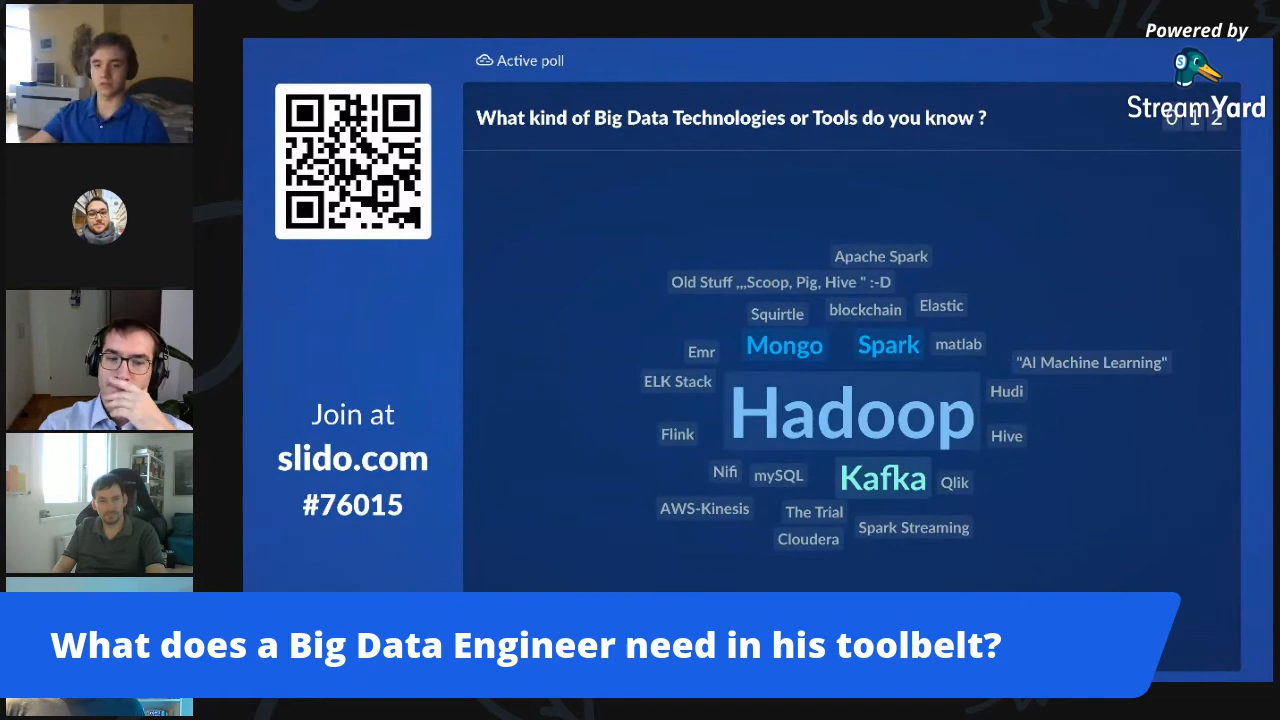 Powered by
StreamYard
Active poll
012
What kind of Big Data Technologies or Tools do you know ?
Join at
slido.com
#76015
Apache Spark
Old Stuff ,,,Scoop, Pig, Hive " :-D
Squirtle blockchain Elastic
Emr Mongo Spark matlab
"AI Machine Learning"
ELK Stack Hadoop Hudi
Flink Hive
Nifi mySQL Kafka Qlik
AWS-Kinesis The Trial Spark Streaming
Cloudera
What does a Big Data Engineer need in his toolbelt?